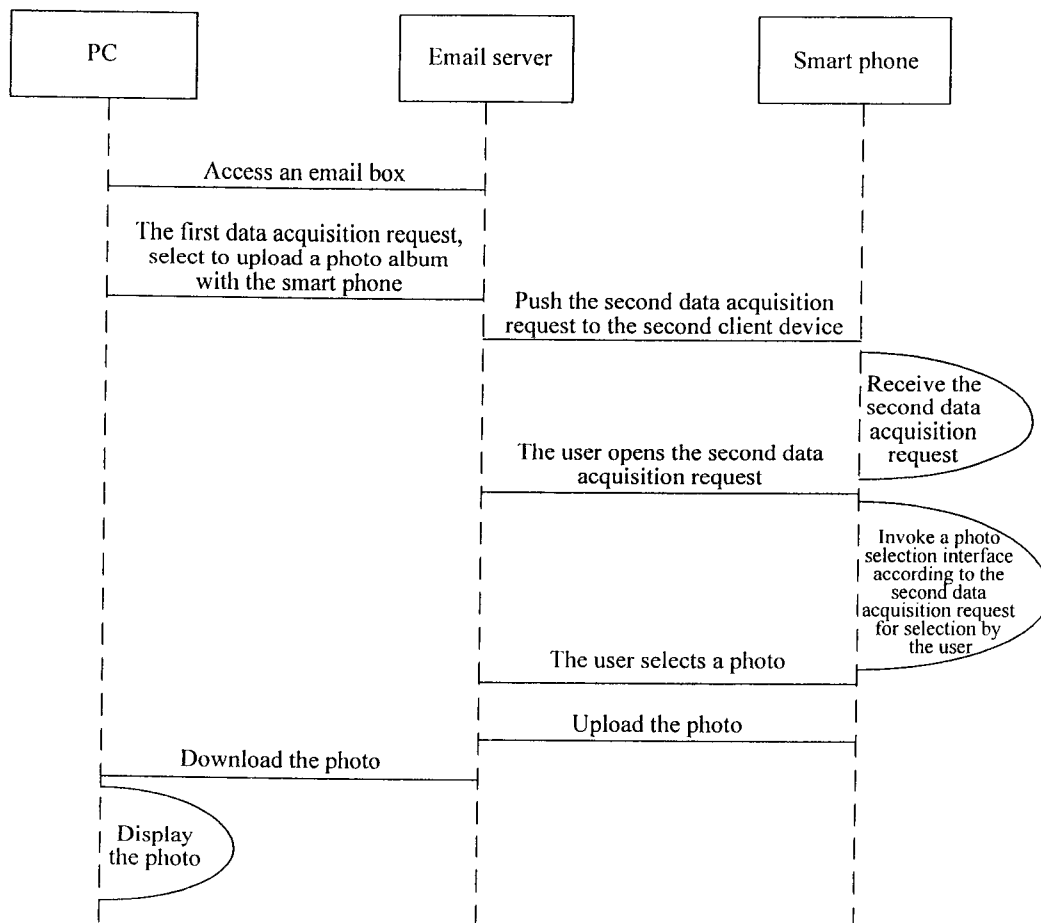 PC
Email server
Smart phone
Access an email box
The first data acquisition request,
select to upload a photo album
with the smart phone
Push the second data acquisition
request to the second client device
Receive the
second data
acquisition
request
The user opens the second data
acquisition request
Invoke a photo
selection interface
according to the
second data
acquisition request
for selection by
the user
The user selects a photo
Upload the photo
Download the photo
Display
the photo